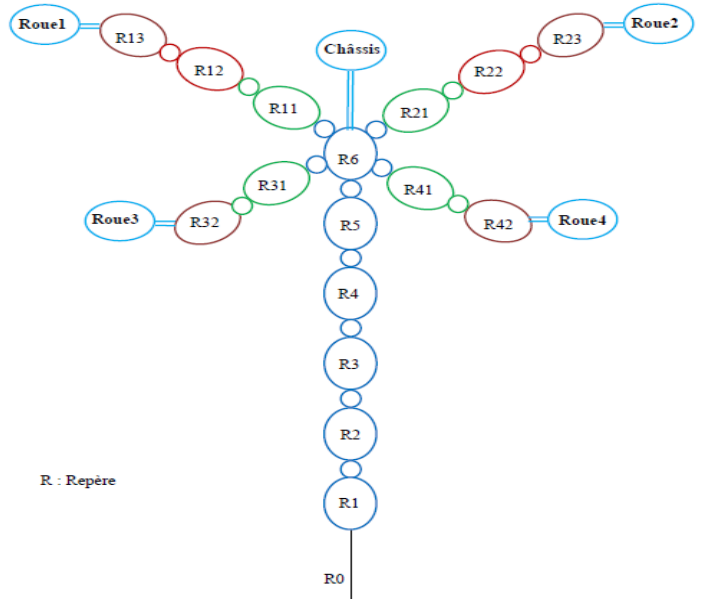 Roue1
R13
R12
R11
Châssis
Roue2
R23
R22
R21
R6
R31
R41
Roue3
R32
R42
Roue4
R5
R4
R3
R2
R : Repère
R1
R0